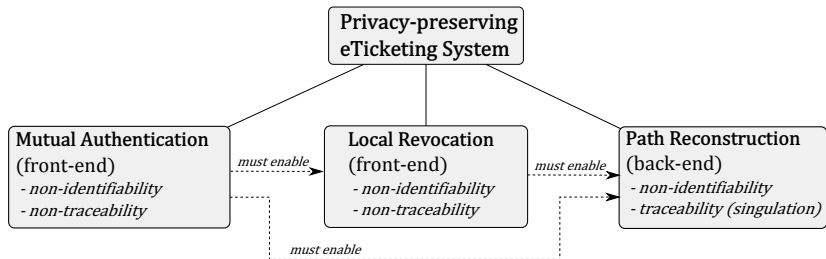 Privacy-preserving
eTicketing System
Mutual Authentication
(front-end)
- non-identifiability
- non-traceability
must enable
Local Revocation
(front-end)
- non-identifiability
- non-traceability
must enable
Path Reconstruction
(back-end)
- non-identifiability
- traceability (singulation)
must enable